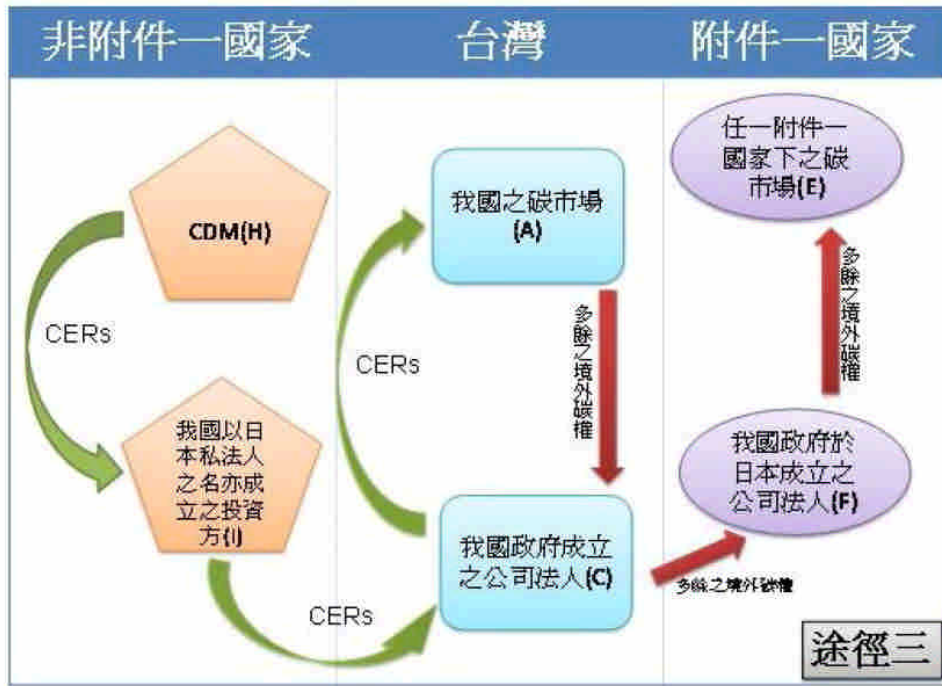 非附件一國家
台灣
附件一國家
CDM(H)
CERs
我國以日
本私法人
之名亦成
立之投資
方(I)
CERs
我國之碳市場
(A)
CERs
多餘之境外碳權
我國政府成立
之公司法人(C)
多餘之境外碳權
任一附件一
國家下之碳
市場(E)
多餘之境外碳權
我國政府於
日本成立之
公司法人(F)
途徑三